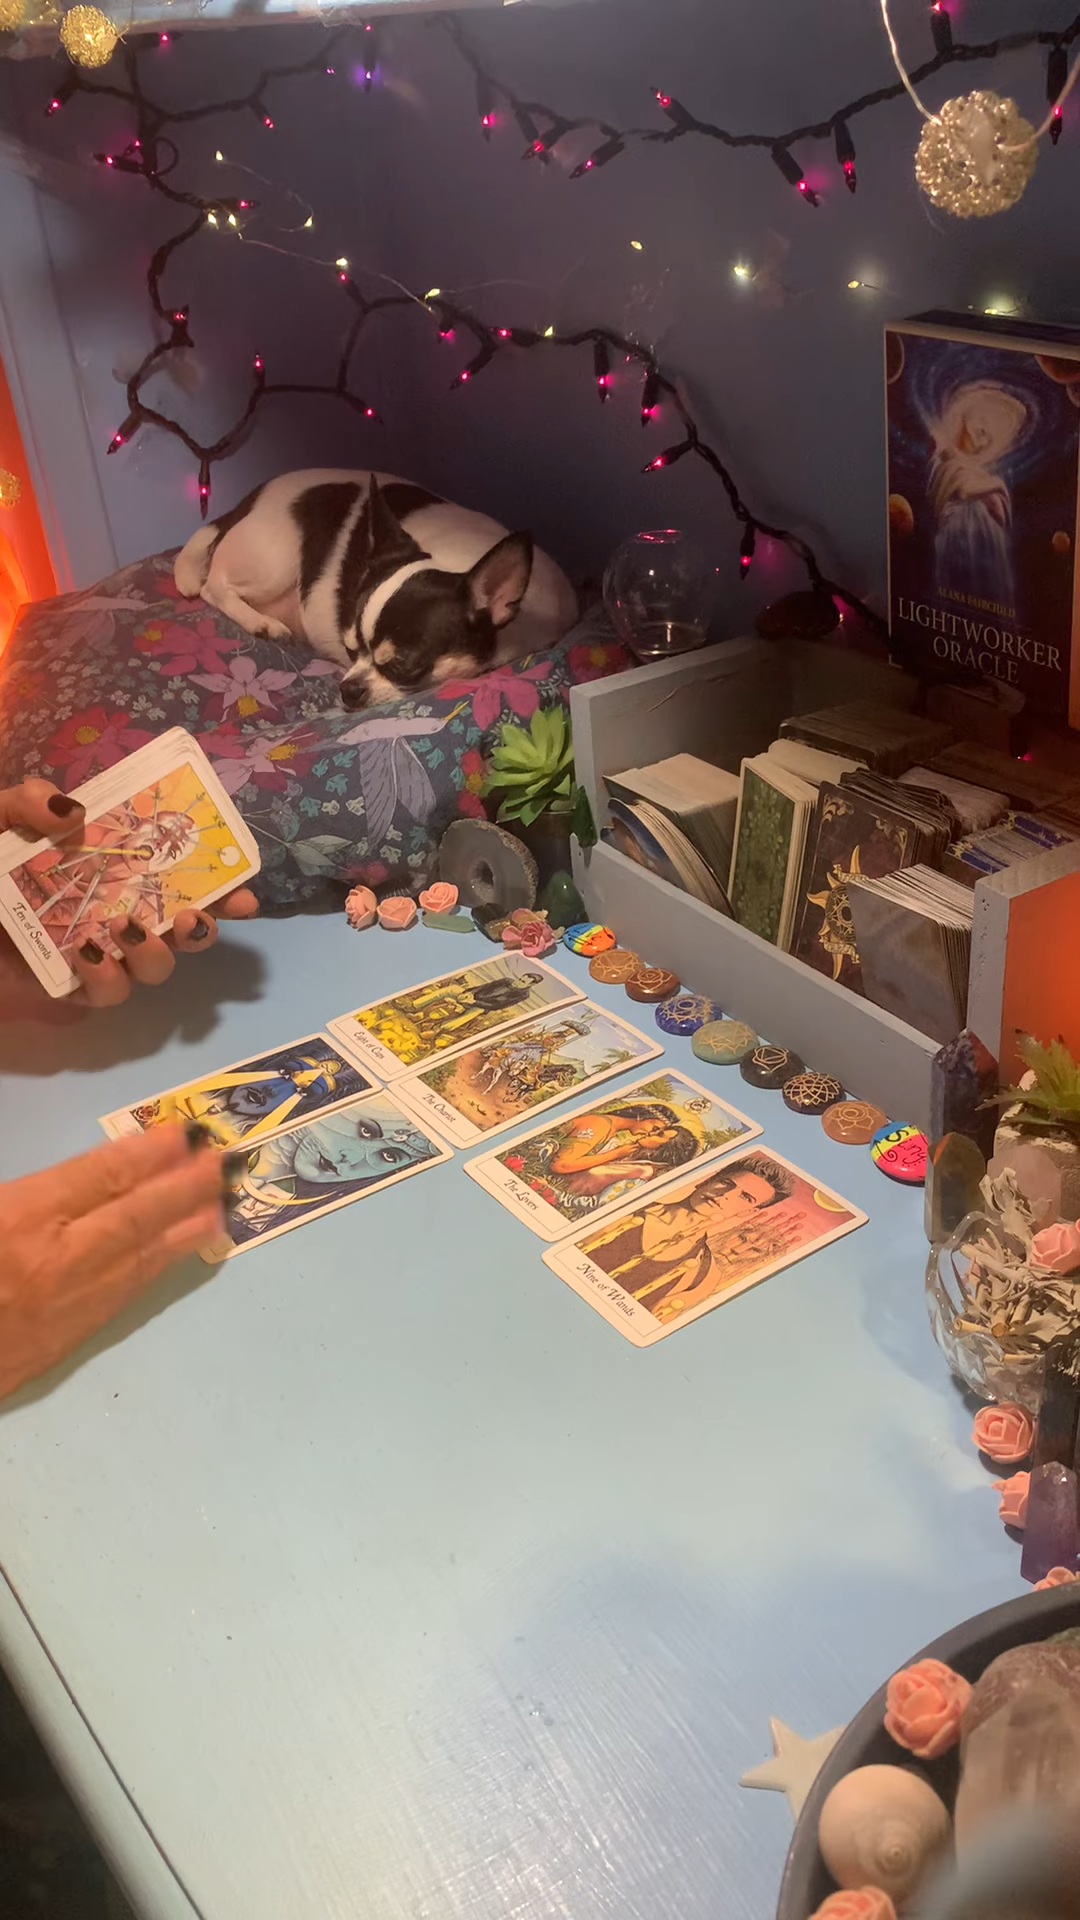 ALANA FAIRCHILD
LIGHTWORKER
ORACLE
Ten of Swords
Eight of Cups
The Chariot
The Lovers
Nine of Wands